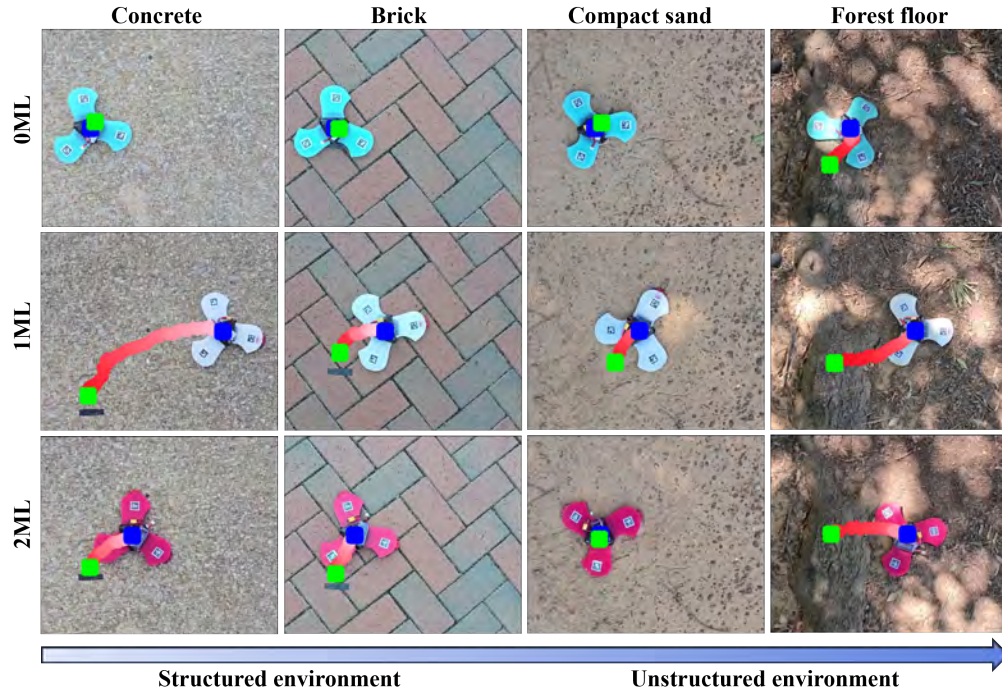 Concrete
Brick
Compact sand
Forest floor
0ML
1ML
2ML
Structured environment
Unstructured environment